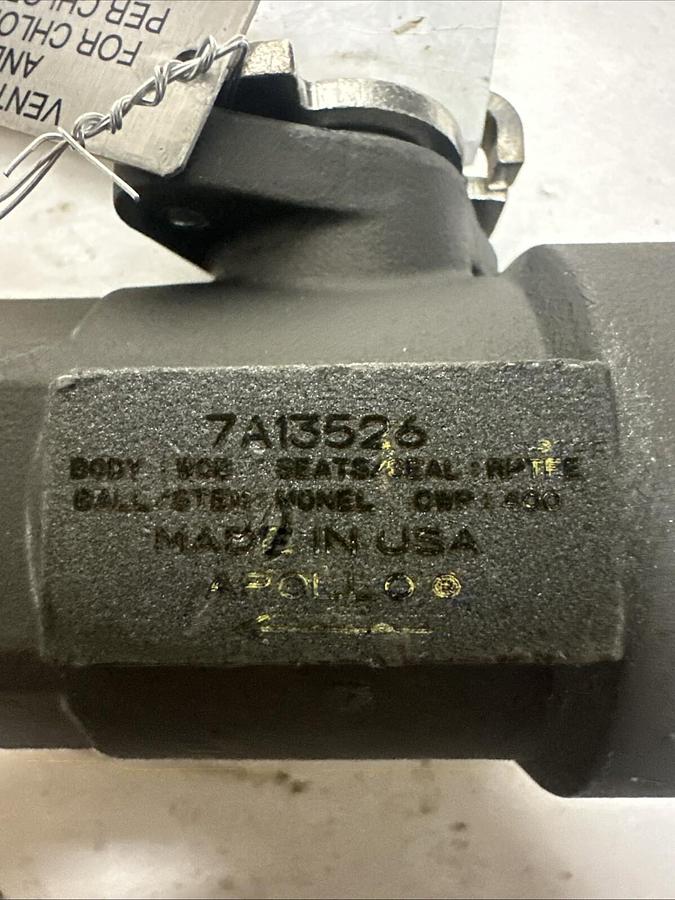 VENT
AND
FOR CHLO
PER CHLO
7A13526
BODY : WCB SEATS/SEAL : RPTFE
BALL/STEM : MONEL CWP : 400
MADE IN USA
APOLLO